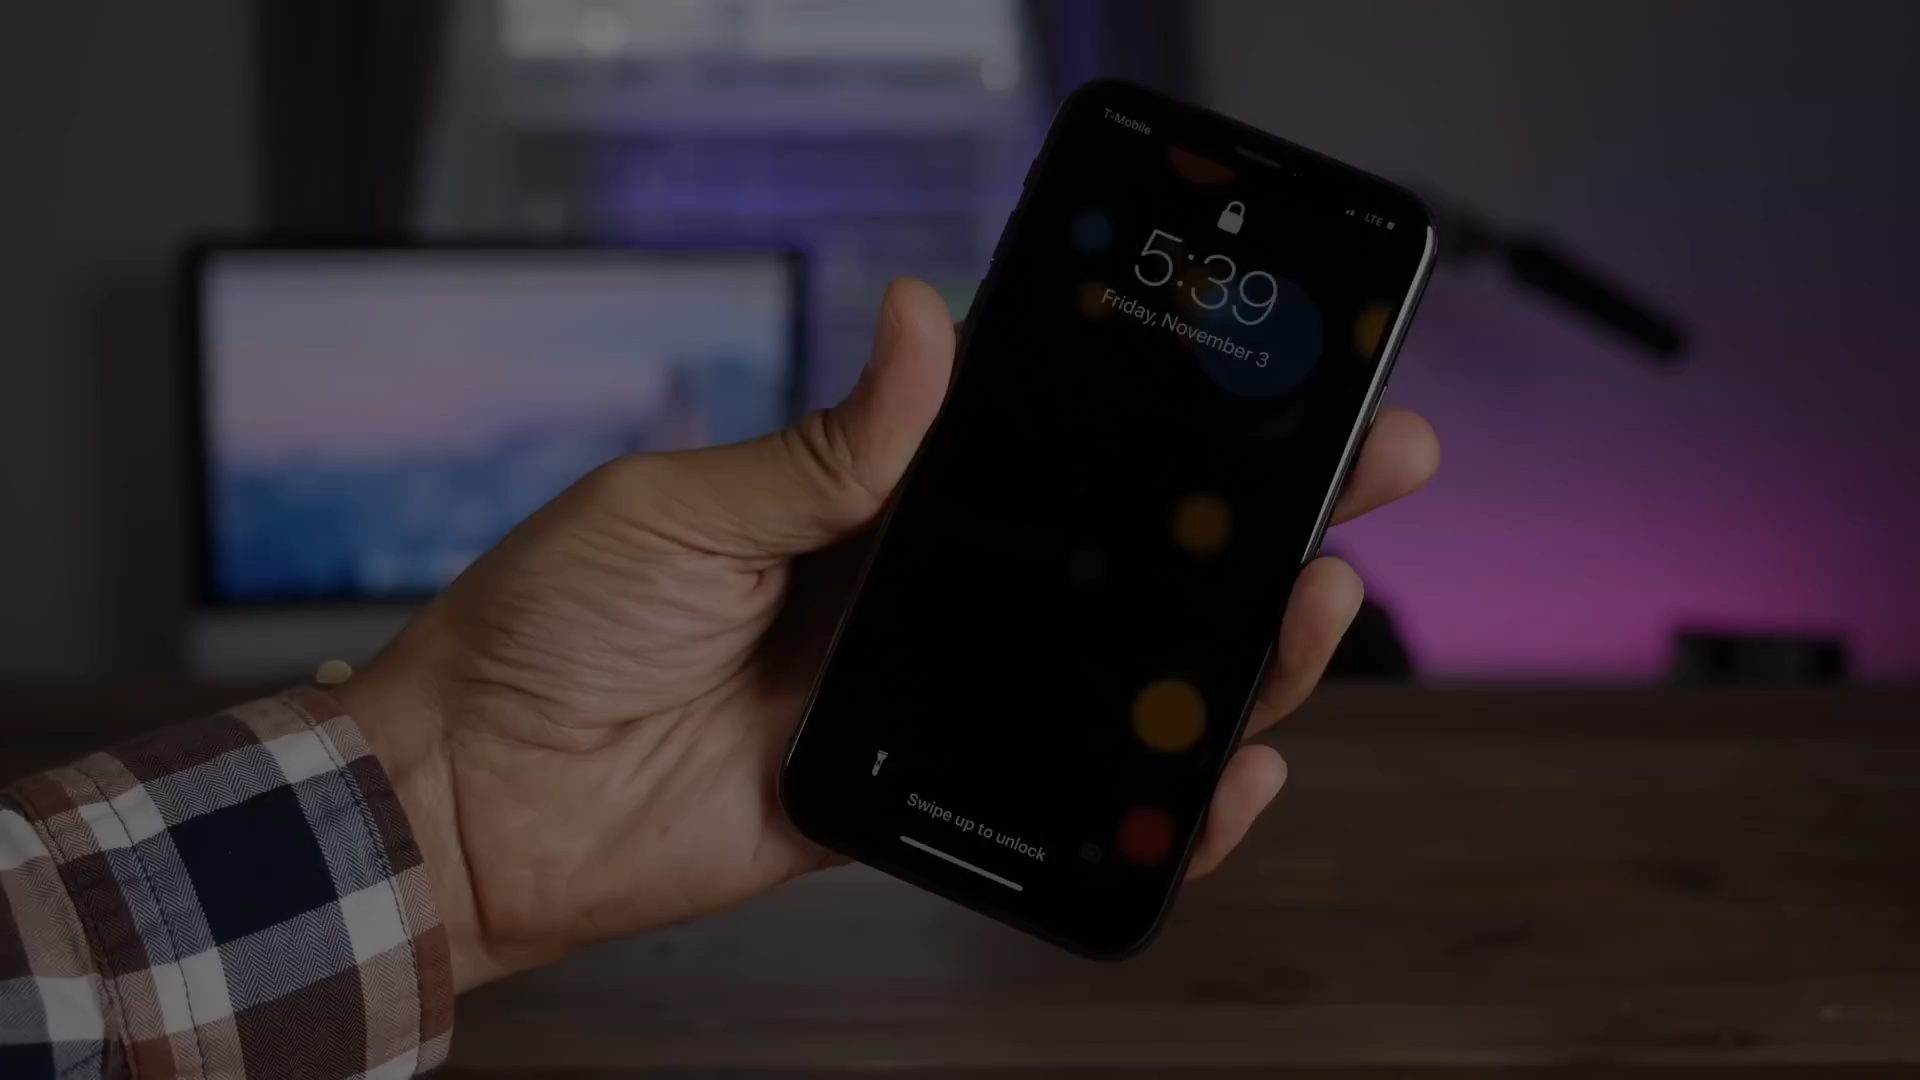 T-Mobile
LTE
5:39
Friday, November 3
Swipe up to unlock